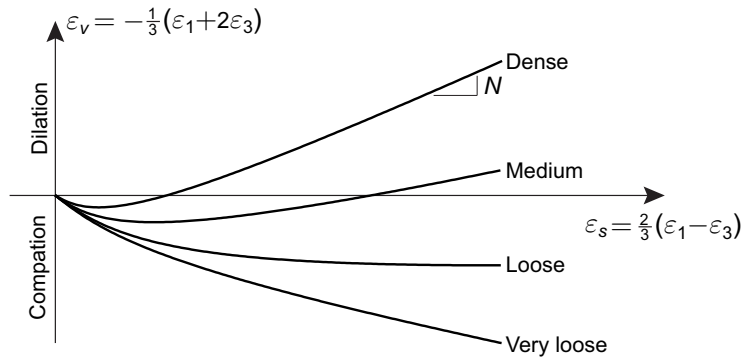 εᵥ = −⅓(ε₁+2ε₃)
Dense
N
Dilation
Medium
εₛ = ⅔(ε₁−ε₃)
Compation
Loose
Very loose